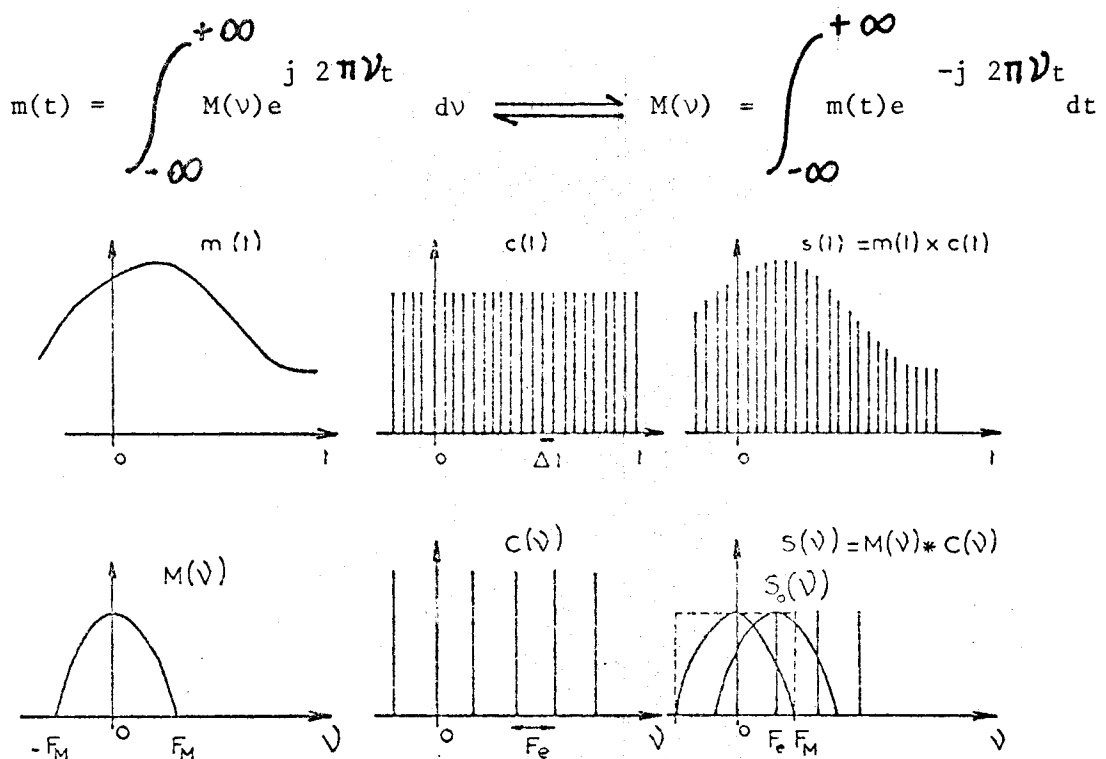 m(t) = ∫ +∞ -∞ M(ν)e j 2πνt dν ⇌ M(ν) = ∫ +∞ -∞ m(t)e -j 2πνt dt
m(t) c(t) s(t) = m(t) x c(t)
0 t 0 Δt t 0 t
M(ν) C(ν) S(ν) = M(ν) * C(ν)
S₀(ν)
-F_M 0 F_M ν 0 F_e ν 0 F_e F_M ν